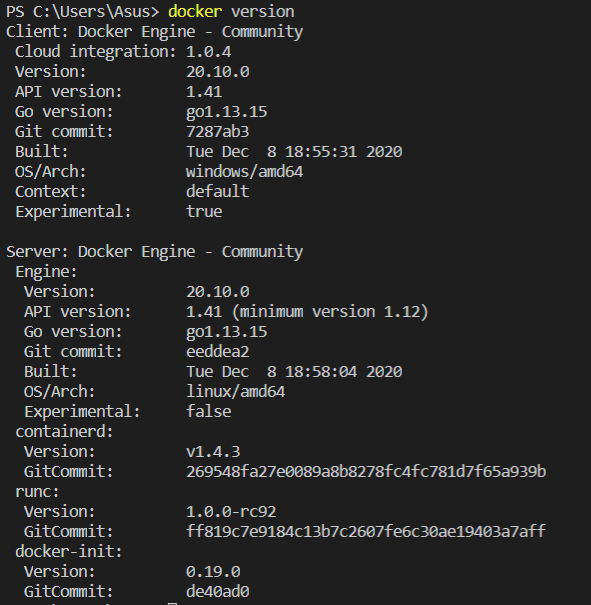 PS C:\Users\Asus> docker version
Client: Docker Engine - Community
 Cloud integration: 1.0.4
 Version:           20.10.0
 API version:       1.41
 Go version:        go1.13.15
 Git commit:        7287ab3
 Built:             Tue Dec  8 18:55:31 2020
 OS/Arch:           windows/amd64
 Context:           default
 Experimental:      true

Server: Docker Engine - Community
 Engine:
  Version:          20.10.0
  API version:      1.41 (minimum version 1.12)
  Go version:       go1.13.15
  Git commit:       eeddea2
  Built:            Tue Dec  8 18:58:04 2020
  OS/Arch:          linux/amd64
  Experimental:     false
 containerd:
  Version:          v1.4.3
  GitCommit:        269548fa27e0089a8b8278fc4fc781d7f65a939b
 runc:
  Version:          1.0.0-rc92
  GitCommit:        ff819c7e9184c13b7c2607fe6c30ae19403a7aff
 docker-init:
  Version:          0.19.0
  GitCommit:        de40ad0